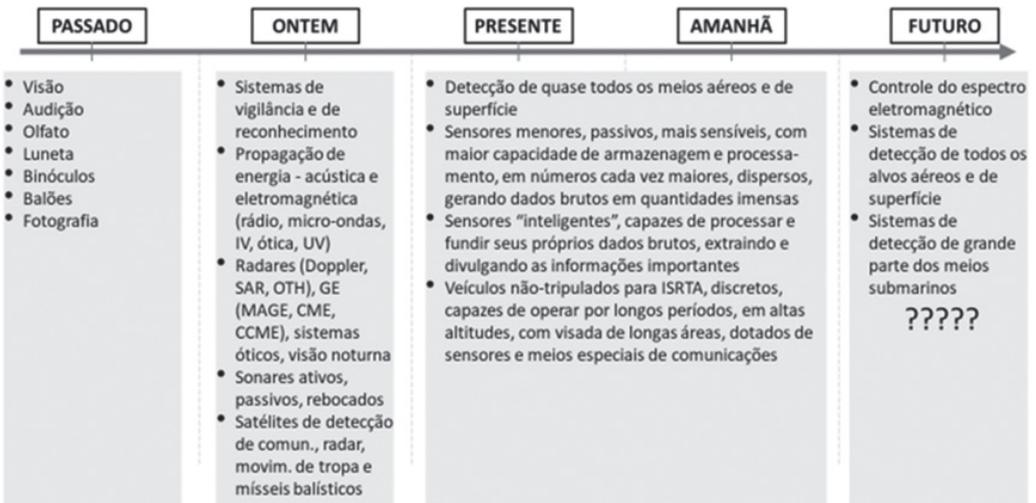 PASSADO
ONTEM
PRESENTE
AMANHÃ
FUTURO
• Visão
• Audição
• Olfato
• Luneta
• Binóculos
• Balões
• Fotografia
• Sistemas de
vigilância e de
reconhecimento
• Propagação de
energia - acústica e
eletromagnética
(rádio, micro-ondas,
IV, ótica, UV)
• Radares (Doppler,
SAR, OTH), GE
(MAGE, CME,
CCME), sistemas
óticos, visão noturna
• Sonares ativos,
passivos, rebocados
• Satélites de detecção
de comun., radar,
movim. de tropa e
mísseis balísticos
• Detecção de quase todos os meios aéreos e de
superfície
• Sensores menores, passivos, mais sensíveis, com
maior capacidade de armazenagem e processa-
mento, em números cada vez maiores, dispersos,
gerando dados brutos em quantidades imensas
• Sensores “inteligentes”, capazes de processar e
fundir seus próprios dados brutos, extraindo e
divulgando as informações importantes
• Veículos não-tripulados para ISRTA, discretos,
capazes de operar por longos períodos, em altas
altitudes, com visada de longas áreas, dotados de
sensores e meios especiais de comunicações
• Controle do espectro
eletromagnético
• Sistemas de
detecção de todos os
alvos aéreos e de
superfície
• Sistemas de
detecção de grande
parte dos meios
submarinos
?????